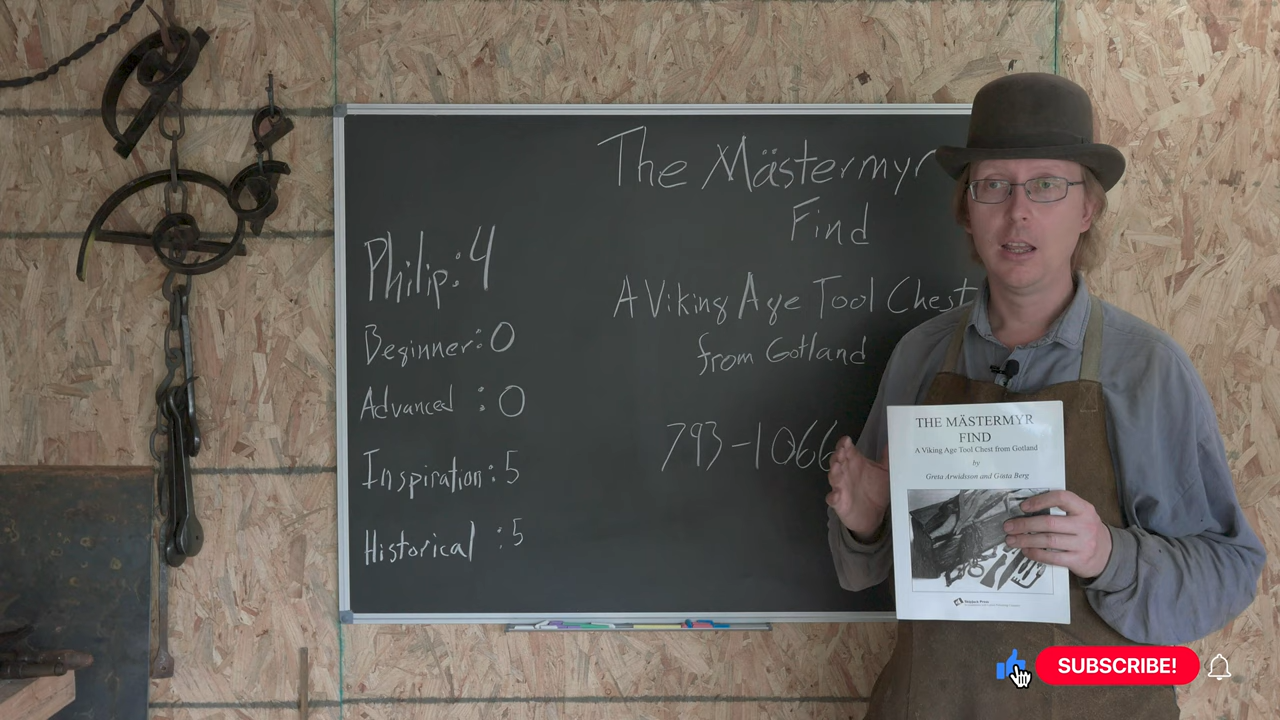 The Mästermyr
Find
A Viking Age Tool Chest
from Gotland
793-1066
Philip: 4
Beginner: 0
Advanced : 0
Inspiration: 5
Historical : 5
THE MÄSTERMYR
FIND
A Viking Age Tool Chest from Gotland
by
Greta Arwidsson and Gösta Berg
SUBSCRIBE!